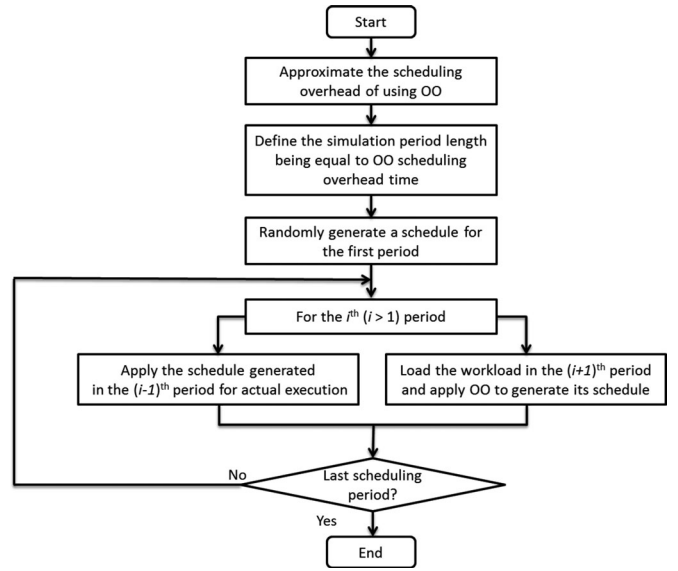 Start
Approximate the scheduling
overhead of using OO
Define the simulation period length
being equal to OO scheduling
overhead time
Randomly generate a schedule for
the first period
For the iᵗʰ (i > 1) period
Apply the schedule generated
in the (i-1)ᵗʰ period for actual execution
Load the workload in the (i+1)ᵗʰ period
and apply OO to generate its schedule
No
Last scheduling
period?
Yes
End